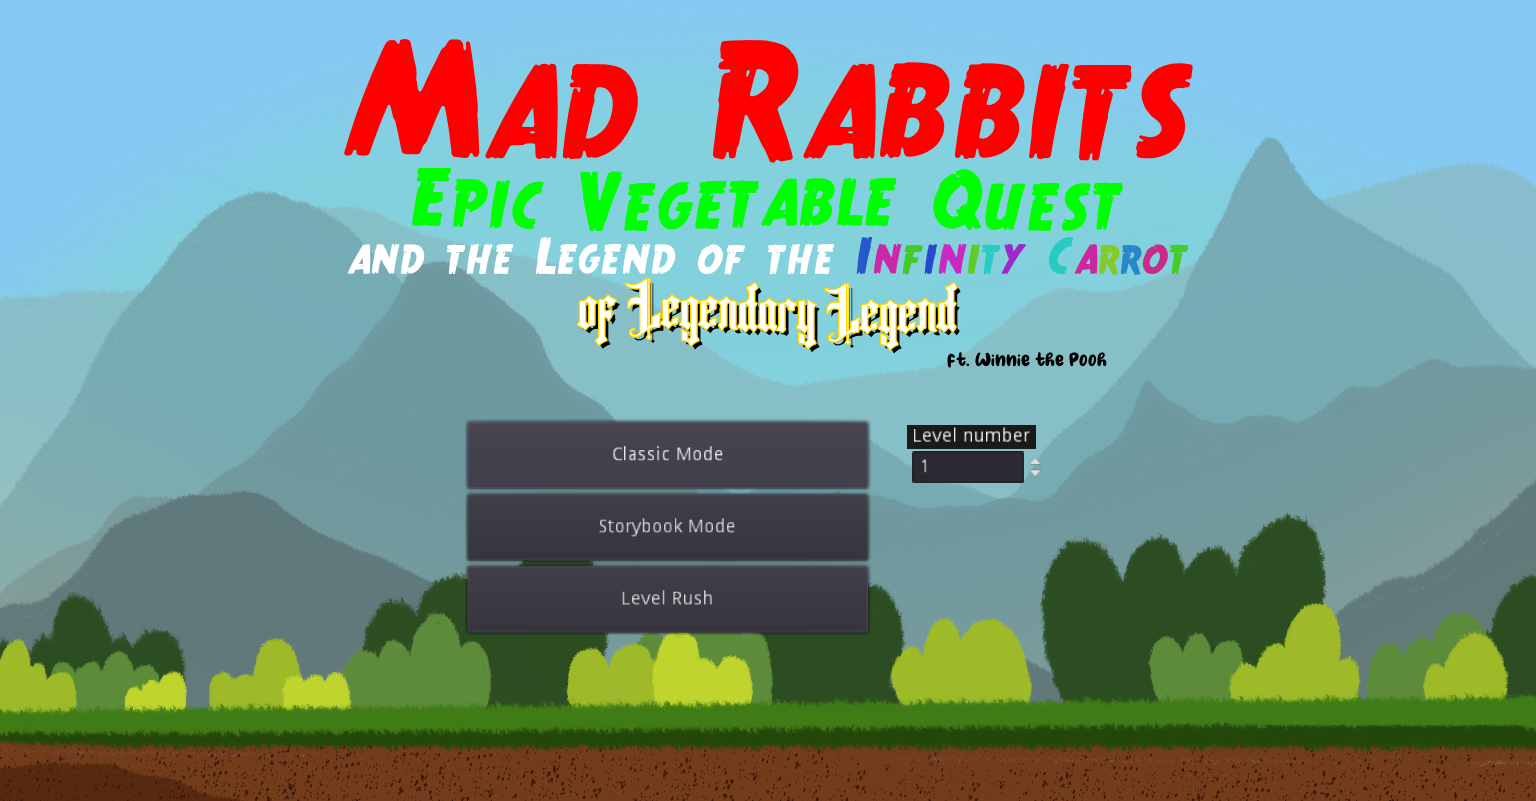 Mad Rabbits
Epic Vegetable Quest
and the Legend of the Infinity Carrot
of Legendary Legend
ft. Winnie the Pooh
Classic Mode
Level number
1
Storybook Mode
Level Rush